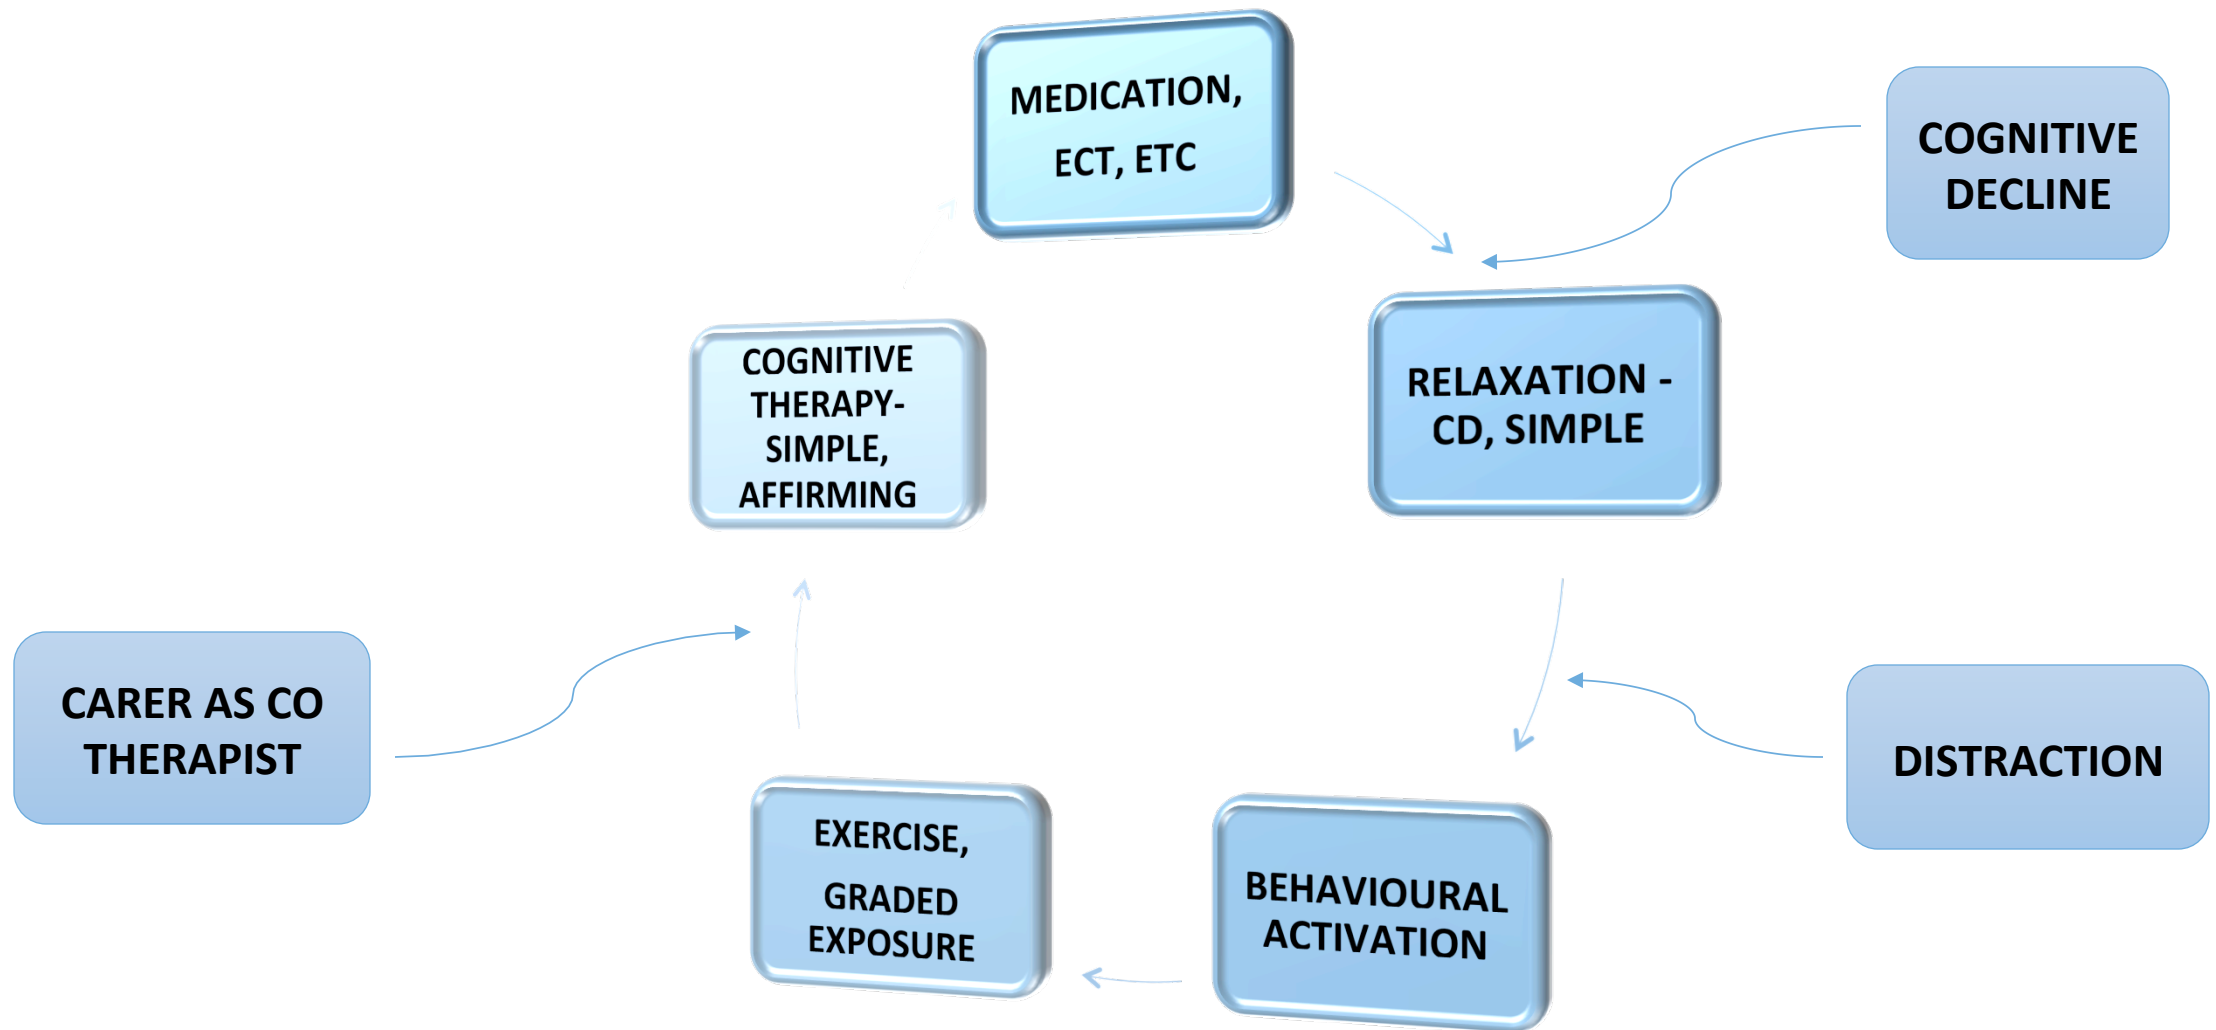 MEDICATION,
ECT, ETC
COGNITIVE
DECLINE
RELAXATION -
CD, SIMPLE
COGNITIVE
THERAPY-
SIMPLE,
AFFIRMING
CARER AS CO
THERAPIST
DISTRACTION
EXERCISE,
GRADED
EXPOSURE
BEHAVIOURAL
ACTIVATION